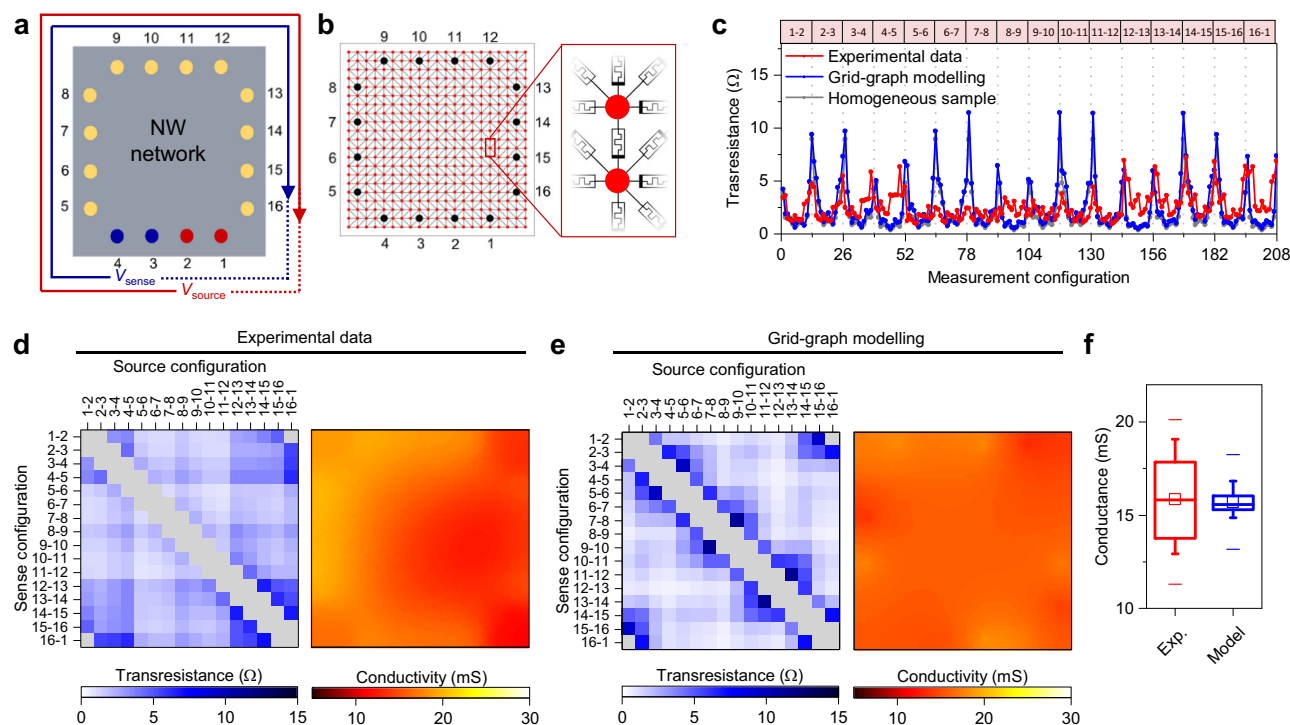 a
9 10 11 12
8
7
6
5
13
14
15
16
NW
network
4 3 2 1
Vsense
Vsource
b
9 10 11 12
8
7
6
5
13
14
15
16
4 3 2 1
c
1-2 2-3 3-4 4-5 5-6 6-7 7-8 8-9 9-10 10-11 11-12 12-13 13-14 14-15 15-16 16-1
Experimental data
Grid-graph modelling
Homogeneous sample
Trasresistance (Ω)
15
10
5
0
0 26 52 78 104 130 156 182 208
Measurement configuration
d
Experimental data
Source configuration
1-2 2-3 3-4 4-5 5-6 6-7 7-8 8-9 9-10 10-11 11-12 12-13 13-14 14-15 15-16 16-1
Sense configuration
1-2
2-3
3-4
4-5
5-6
6-7
7-8
8-9
9-10
10-11
11-12
12-13
13-14
14-15
15-16
16-1
Transresistance (Ω)
0 5 10 15
Conductivity (mS)
10 20 30
e
Grid-graph modelling
Source configuration
1-2 2-3 3-4 4-5 5-6 6-7 7-8 8-9 9-10 10-11 11-12 12-13 13-14 14-15 15-16 16-1
Sense configuration
1-2
2-3
3-4
4-5
5-6
6-7
7-8
8-9
9-10
10-11
11-12
12-13
13-14
14-15
15-16
16-1
Transresistance (Ω)
0 5 10 15
Conductivity (mS)
10 20 30
f
Conductance (mS)
20
15
10
Exp.
Model